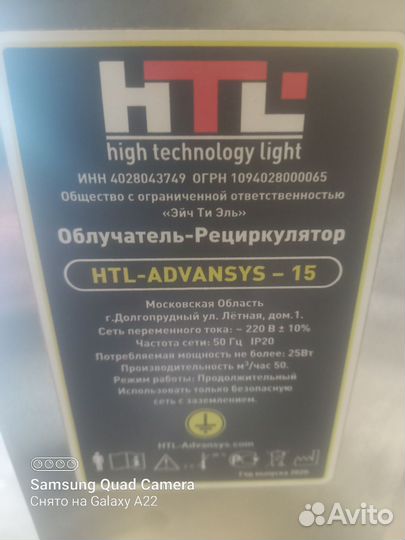 HTL
high technology light
ИНН 4028043749 ОГРН 1094028000065
Общество с ограниченной ответственностью
«Эйч Ти Эль»
Облучатель-Рециркулятор
HTL-ADVANSYS – 15
Московская Область
г.Долгопрудный ул. Лётная, дом.1.
Сеть переменного тока: ~ 220 В ± 10%
Частота сети: 50 Гц IP20
Потребляемая мощность не более: 25Вт
Производительность м³/час 50.
Режим работы: Продолжительный
Использовать только безопасную
сеть с заземлением.
HTL-Advansys.com
Год выпуска 2020
Samsung Quad Camera
Снято на Galaxy A22
Avito